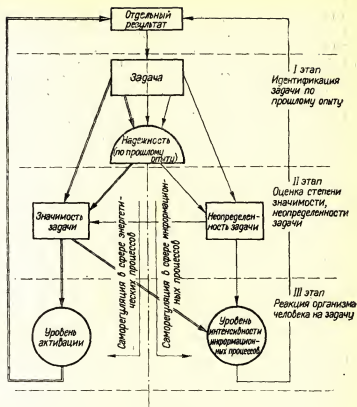 Отдельный
результат
Задача
I этап
Идентификация
задачи по
прошлому опыту
Надежность
(по прошлому
опыту)
II этап
Оценка степени
значимости,
неопределенности
задачи
Значимость
задачи
Неопределен-
ность задачи
Саморегуляция в сфере энергети-
ческих процессов
Саморегуляция в сфере информацион-
ных процессов
III этап
Реакция организма
человека на задачу
Уровень
активации
Уровень
интенсивности
информацион-
ных процессов